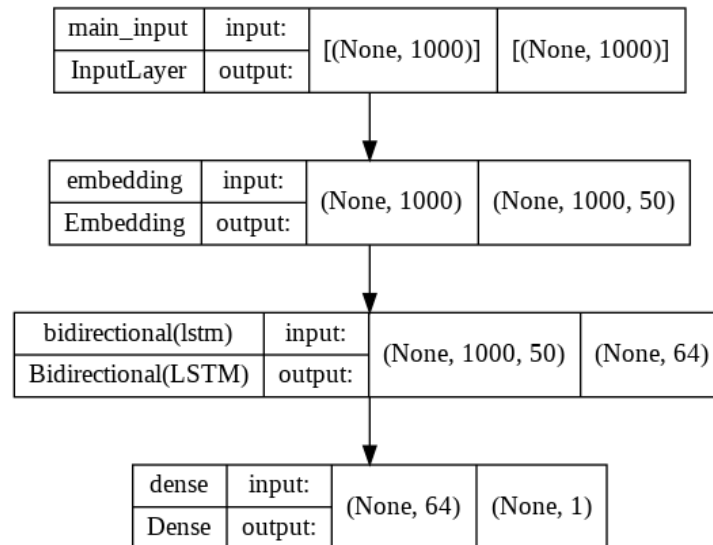 main_input input: [(None, 1000)] [(None, 1000)]
InputLayer output:
embedding input: (None, 1000) (None, 1000, 50)
Embedding output:
bidirectional(lstm) input: (None, 1000, 50) (None, 64)
Bidirectional(LSTM) output:
dense input: (None, 64) (None, 1)
Dense output: